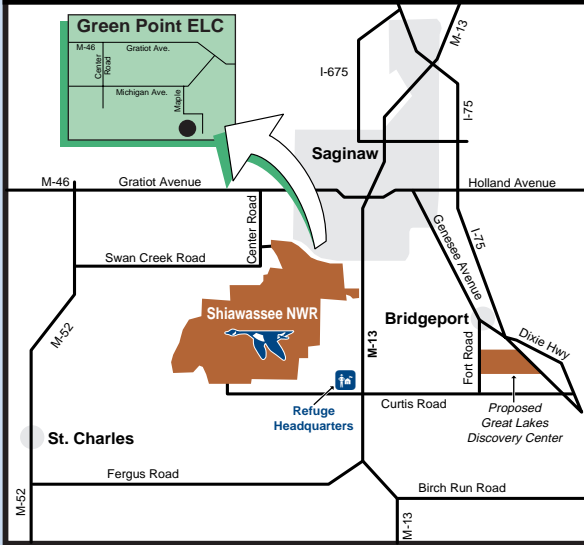 Green Point ELC
M-46
Gratiot Ave.
Center
Road
Michigan Ave.
Maple
M-13
I-675
I-75
Saginaw
M-46
Gratiot Avenue
Holland Avenue
Center Road
Genesee Avenue
I-75
Swan Creek Road
Shiawassee NWR
Bridgeport
M-52
M-13
Fort Road
Dixie Hwy
Refuge
Headquarters
Curtis Road
Proposed
Great Lakes
Discovery Center
St. Charles
Fergus Road
Birch Run Road
M-52
M-13